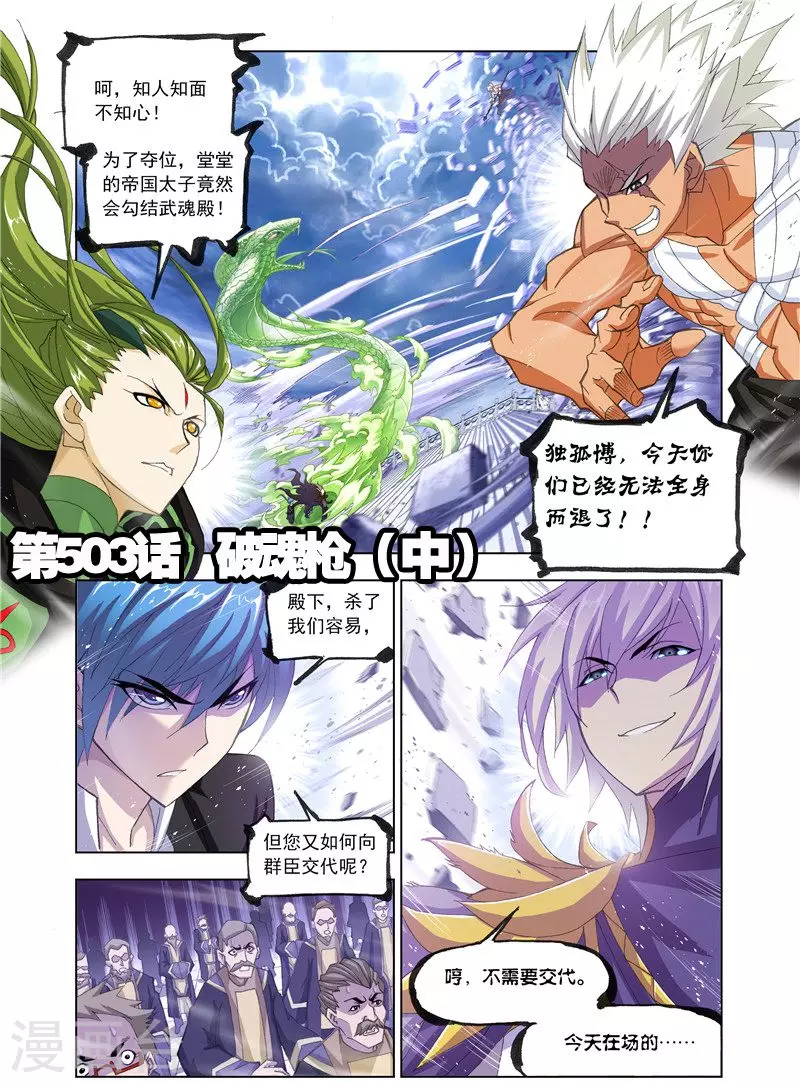 呵，知人知面
不知心！
为了夺位，堂堂
的帝国太子竟然
会勾结武魂殿！
独孤博，今天你
们已经无法全身
而退了！！
第503话 破魂枪（中）
殿下，杀了
我们容易，
但您又如何向
群臣交代呢？
哼，不需要交代。
今天在场的……